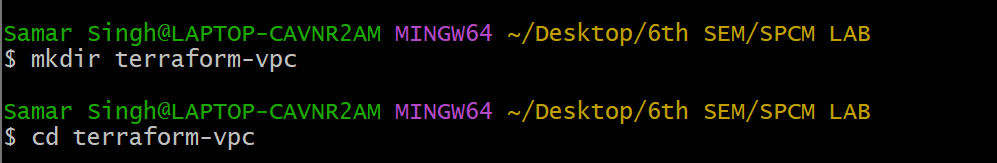 Samar Singh@LAPTOP-CAVNR2AM MINGW64 ~/Desktop/6th SEM/SPCM LAB
$ mkdir terraform-vpc
Samar Singh@LAPTOP-CAVNR2AM MINGW64 ~/Desktop/6th SEM/SPCM LAB
$ cd terraform-vpc